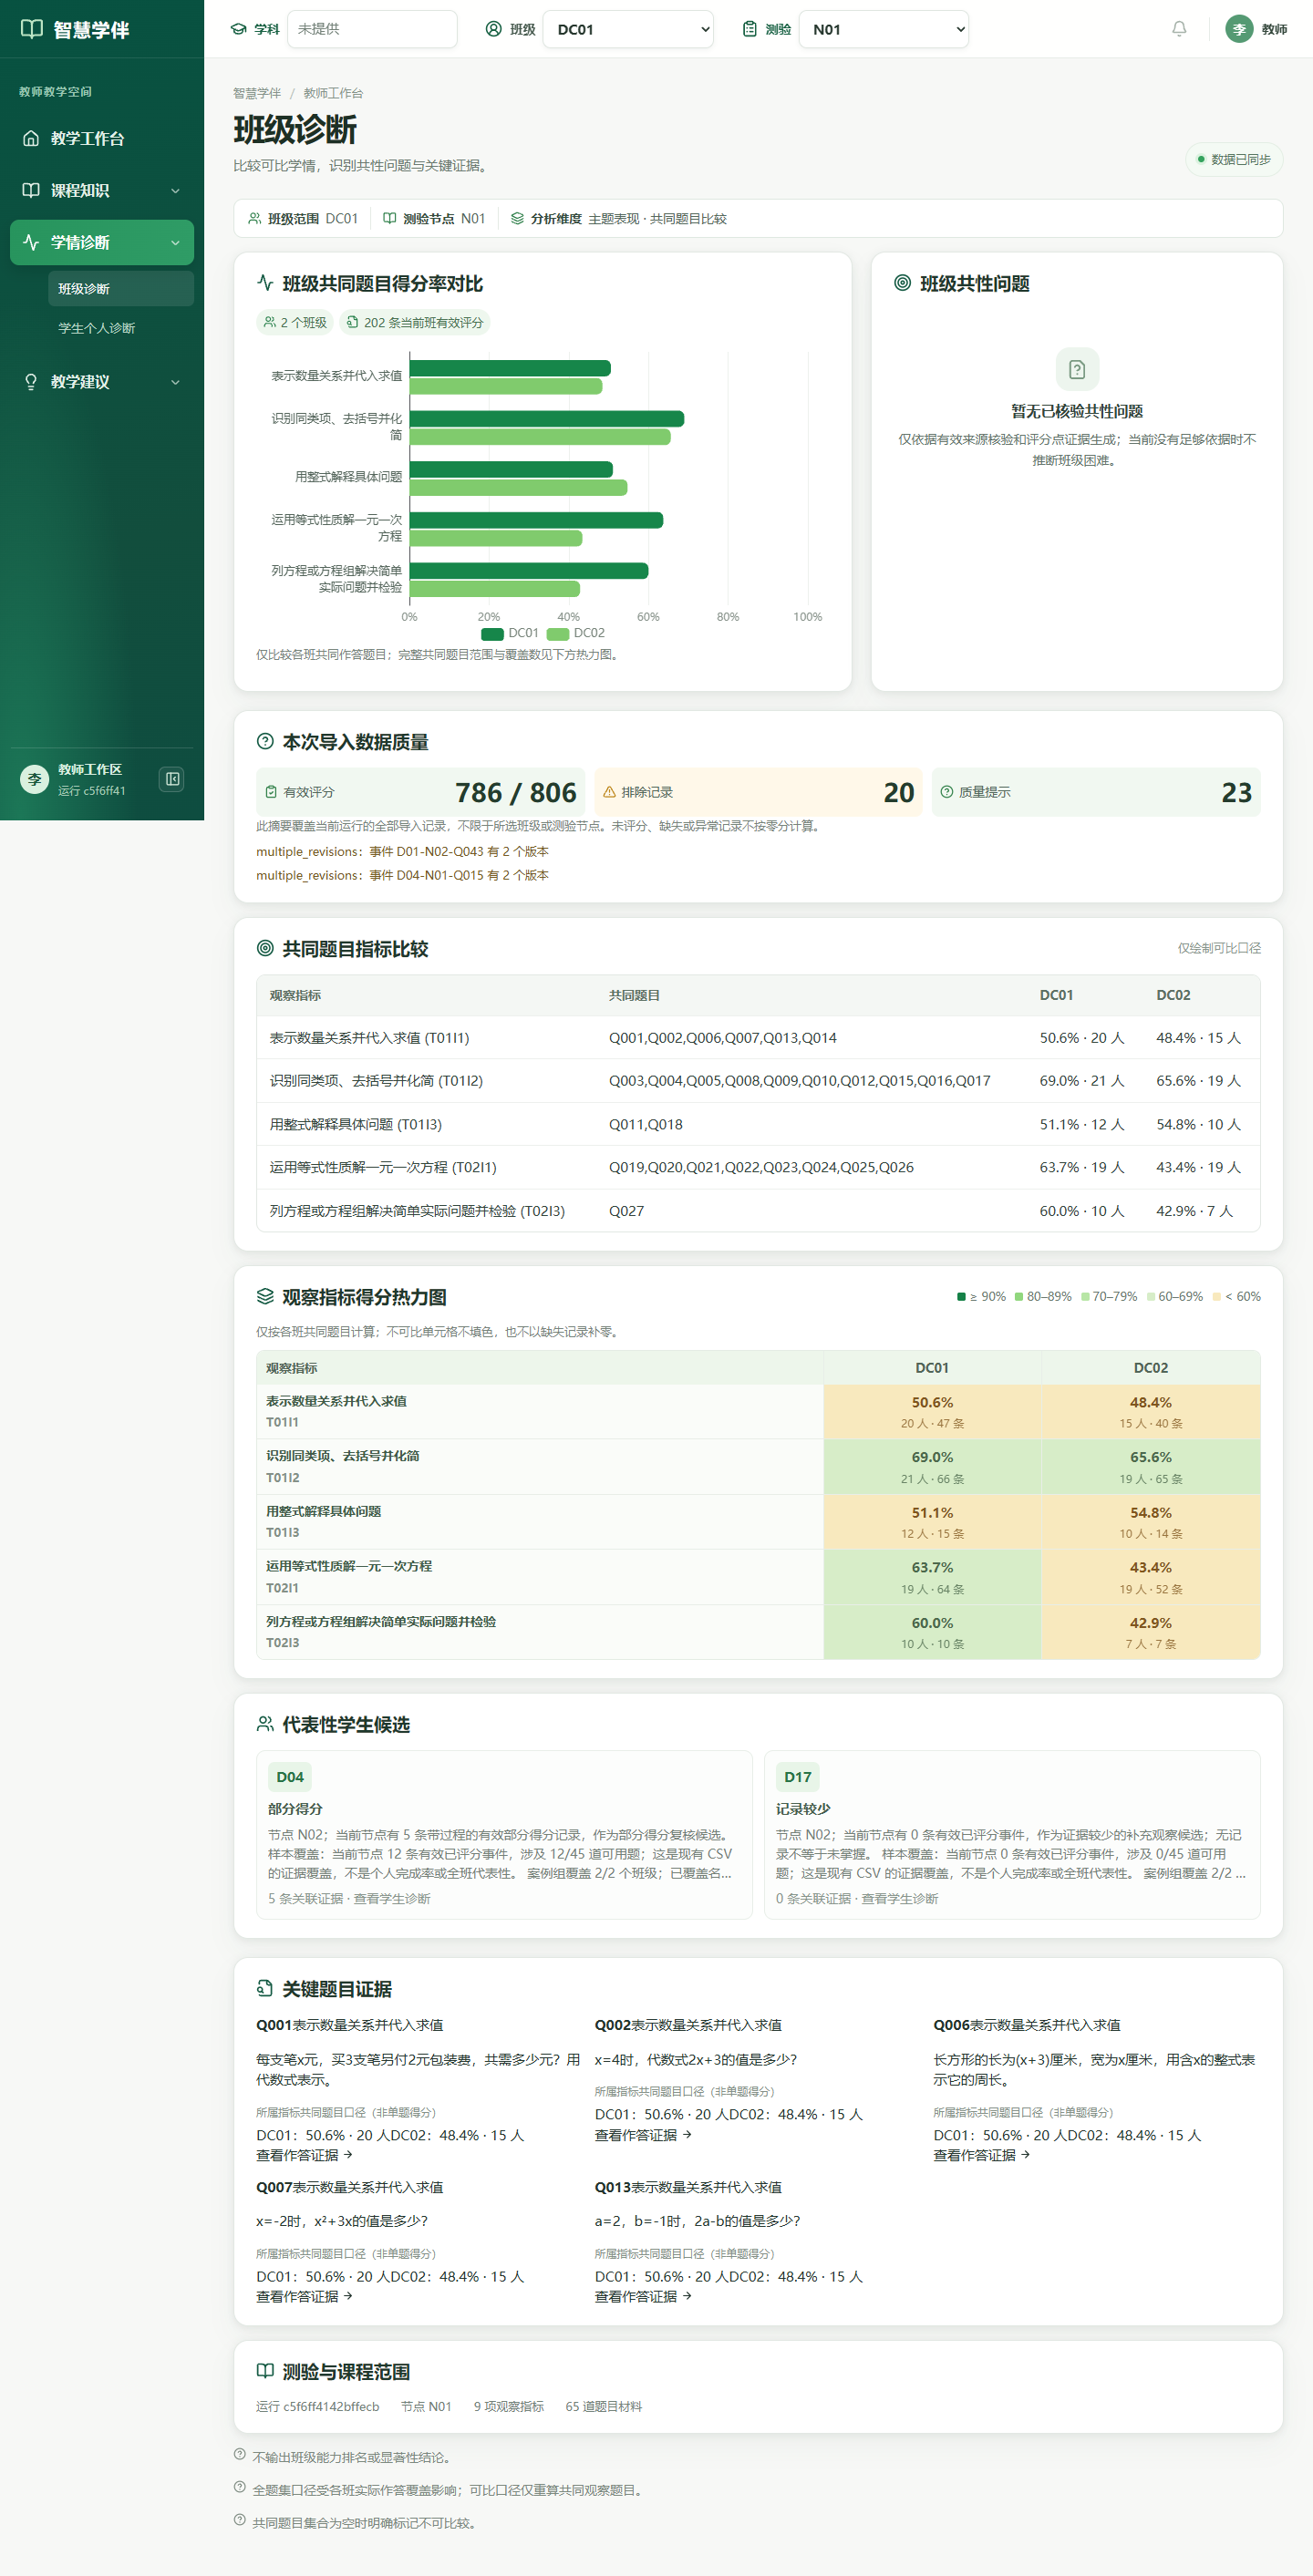 智慧学伴
学科
未提供
班级
DC01
测验
N01
李
教师
教师教学空间
教学工作台
课程知识
学情诊断
班级诊断
学生个人诊断
教学建议
李
教师工作区
运行 c5f6ff41
智慧学伴 / 教师工作台
班级诊断
比较可比学情，识别共性问题与关键证据。
数据已同步
班级范围 DC01
测验节点 N01
分析维度 主题表现 · 共同题目比较
班级共同题目得分率对比
2 个班级
202 条当前班有效评分
表示数量关系并代入求值
识别同类项、去括号并化
简
用整式解释具体问题
运用等式性质解一元一次
方程
列方程或方程组解决简单
实际问题并检验
0% 20% 40% 60% 80% 100%
DC01 DC02
仅比较各班共同作答题目；完整共同题目范围与覆盖数见下方热力图。
班级共性问题
暂无已核验共性问题
仅依据有效来源核验和评分点证据生成；当前没有足够依据时不
推断班级困难。
本次导入数据质量
有效评分 786 / 806
排除记录 20
质量提示 23
此摘要覆盖当前运行的全部导入记录，不限于所选班级或测验节点。未评分、缺失或异常记录不按零分计算。
multiple_revisions：事件 D01-N02-Q043 有 2 个版本
multiple_revisions：事件 D04-N01-Q015 有 2 个版本
共同题目指标比较
仅绘制可比口径
观察指标 共同题目 DC01 DC02
表示数量关系并代入求值 (T01I1) Q001,Q002,Q006,Q007,Q013,Q014 50.6% · 20 人 48.4% · 15 人
识别同类项、去括号并化简 (T01I2) Q003,Q004,Q005,Q008,Q009,Q010,Q012,Q015,Q016,Q017 69.0% · 21 人 65.6% · 19 人
用整式解释具体问题 (T01I3) Q011,Q018 51.1% · 12 人 54.8% · 10 人
运用等式性质解一元一次方程 (T02I1) Q019,Q020,Q021,Q022,Q023,Q024,Q025,Q026 63.7% · 19 人 43.4% · 19 人
列方程或方程组解决简单实际问题并检验 (T02I3) Q027 60.0% · 10 人 42.9% · 7 人
观察指标得分热力图
≥ 90% 80–89% 70–79% 60–69% < 60%
仅按各班共同题目计算；不可比单元格不填色，也不以缺失记录补零。
观察指标 DC01 DC02
表示数量关系并代入求值 50.6% 48.4%
T01I1 20 人 · 47 条 15 人 · 40 条
识别同类项、去括号并化简 69.0% 65.6%
T01I2 21 人 · 66 条 19 人 · 65 条
用整式解释具体问题 51.1% 54.8%
T01I3 12 人 · 15 条 10 人 · 14 条
运用等式性质解一元一次方程 63.7% 43.4%
T02I1 19 人 · 64 条 19 人 · 52 条
列方程或方程组解决简单实际问题并检验 60.0% 42.9%
T02I3 10 人 · 10 条 7 人 · 7 条
代表性学生候选
D04
部分得分
节点 N02；当前节点有 5 条带过程的有效部分得分记录，作为部分得分复核候选。
样本覆盖：当前节点 12 条有效已评分事件，涉及 12/45 道可用题；这是现有 CSV
的证据覆盖，不是个人完成率或全班代表性。 案例组覆盖 2/2 个班级；已覆盖名...
5 条关联证据 · 查看学生诊断
D17
记录较少
节点 N02；当前节点有 0 条有效已评分事件，作为证据较少的补充观察候选；无记
录不等于未掌握。 样本覆盖：当前节点 0 条有效已评分事件，涉及 0/45 道可用
题；这是现有 CSV 的证据覆盖，不是个人完成率或全班代表性。 案例组覆盖 2/2 ...
0 条关联证据 · 查看学生诊断
关键题目证据
Q001表示数量关系并代入求值
每支笔x元，买3支笔另付2元包装费，共需多少元？用
代数式表示。
所属指标共同题目口径（非单题得分）
DC01：50.6% · 20 人DC02：48.4% · 15 人
查看作答证据 →
Q002表示数量关系并代入求值
x=4时，代数式2x+3的值是多少？
所属指标共同题目口径（非单题得分）
DC01：50.6% · 20 人DC02：48.4% · 15 人
查看作答证据 →
Q006表示数量关系并代入求值
长方形的长为(x+3)厘米，宽为x厘米，用含x的整式表
示它的周长。
所属指标共同题目口径（非单题得分）
DC01：50.6% · 20 人DC02：48.4% · 15 人
查看作答证据 →
Q007表示数量关系并代入求值
x=-2时，x²+3x的值是多少？
所属指标共同题目口径（非单题得分）
DC01：50.6% · 20 人DC02：48.4% · 15 人
查看作答证据 →
Q013表示数量关系并代入求值
a=2，b=-1时，2a-b的值是多少？
所属指标共同题目口径（非单题得分）
DC01：50.6% · 20 人DC02：48.4% · 15 人
查看作答证据 →
测验与课程范围
运行 c5f6ff4142bffecb 节点 N01 9 项观察指标 65 道题目材料
不输出班级能力排名或显著性结论。
全题集口径受各班实际作答覆盖影响；可比口径仅重算共同观察题目。
共同题目集合为空时明确标记不可比较。